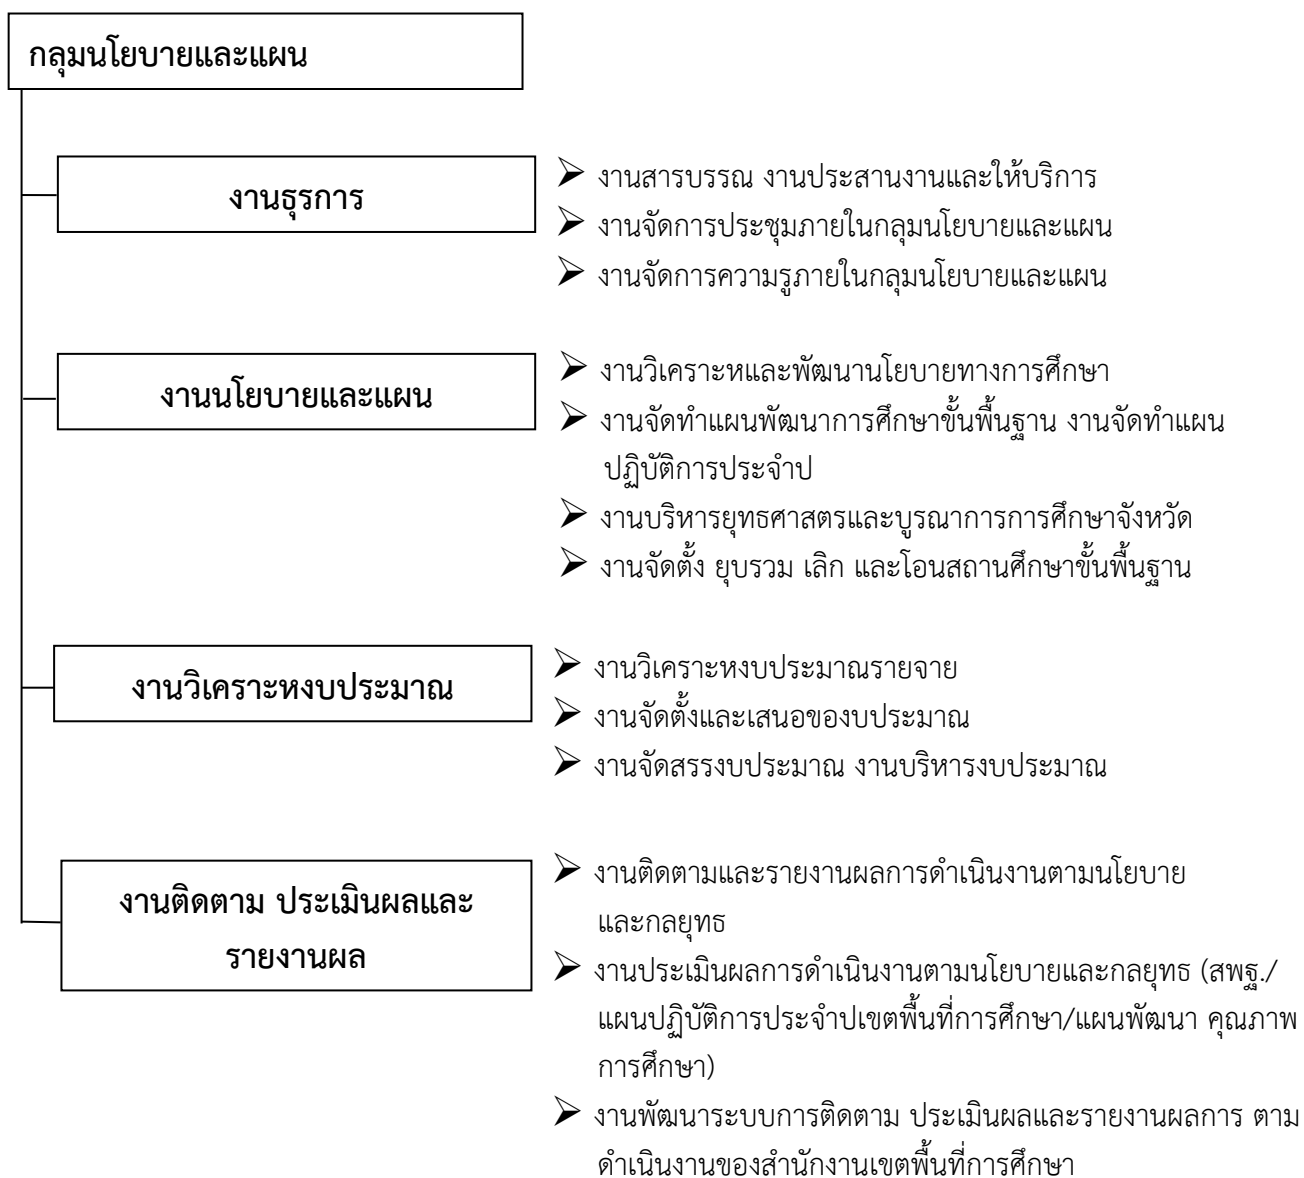 กลุมนโยบายและแผน
งานธุรการ
➢ งานสารบรรณ งานประสานงานและให้บริการ
➢ งานจัดการประชุมภายในกลุมนโยบายและแผน
➢ งานจัดการความรูภายในกลุมนโยบายและแผน
งานนโยบายและแผน
➢ งานวิเคราะหและพัฒนานโยบายทางการศึกษา
➢ งานจัดทำแผนพัฒนาการศึกษาขั้นพื้นฐาน งานจัดทำแผน
ปฏิบัติการประจำป
➢ งานบริหารยุทธศาสตรและบูรณาการการศึกษาจังหวัด
➢ งานจัดตั้ง ยุบรวม เลิก และโอนสถานศึกษาขั้นพื้นฐาน
งานวิเคราะหงบประมาณ
➢ งานวิเคราะหงบประมาณรายจาย
➢ งานจัดตั้งและเสนอของบประมาณ
➢ งานจัดสรรงบประมาณ งานบริหารงบประมาณ
งานติดตาม ประเมินผลและ
รายงานผล
➢ งานติดตามและรายงานผลการดำเนินงานตามนโยบาย
และกลยุทธ
➢ งานประเมินผลการดำเนินงานตามนโยบายและกลยุทธ (สพฐ./
แผนปฏิบัติการประจำปเขตพื้นที่การศึกษา/แผนพัฒนา คุณภาพ
การศึกษา)
➢ งานพัฒนาระบบการติดตาม ประเมินผลและรายงานผลการ ตาม
ดำเนินงานของสำนักงานเขตพื้นที่การศึกษา